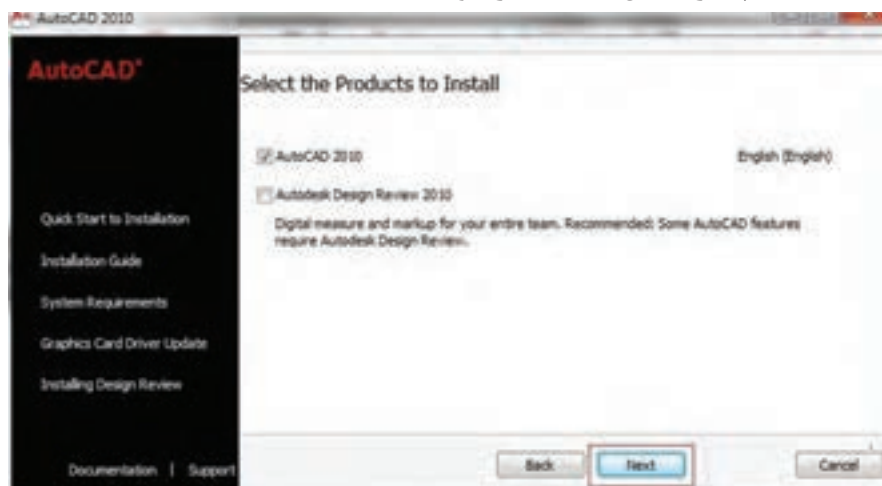 AutoCAD 2010
AutoCAD®
Select the Products to Install
AutoCAD 2010
English (English)
Autodesk Design Review 2010
Digital measure and markup for your entire team. Recommended: Some AutoCAD features
require Autodesk Design Review.
Quick Start to Installation
Installation Guide
System Requirements
Graphics Card Driver Update
Installing Design Review
Documentation | Support
Back
Next
Cancel